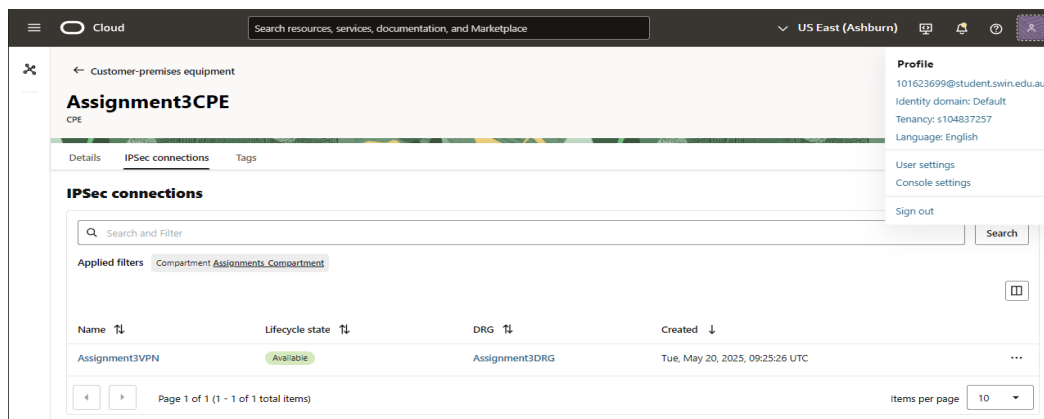 Cloud
Search resources, services, documentation, and Marketplace
US East (Ashburn)
Profile
101623699@student.swin.edu.au
Identity domain: Default
Tenancy: s104837257
Language: English
User settings
Console settings
Sign out
← Customer-premises equipment
Assignment3CPE
CPE
Details IPSec connections Tags
IPSec connections
Search and Filter
Search
Applied filters Compartment Assignments_Compartment
Name Lifecycle state DRG Created
Assignment3VPN Available Assignment3DRG Tue, May 20, 2025, 09:25:26 UTC
Page 1 of 1 (1 - 1 of 1 total items) Items per page 10